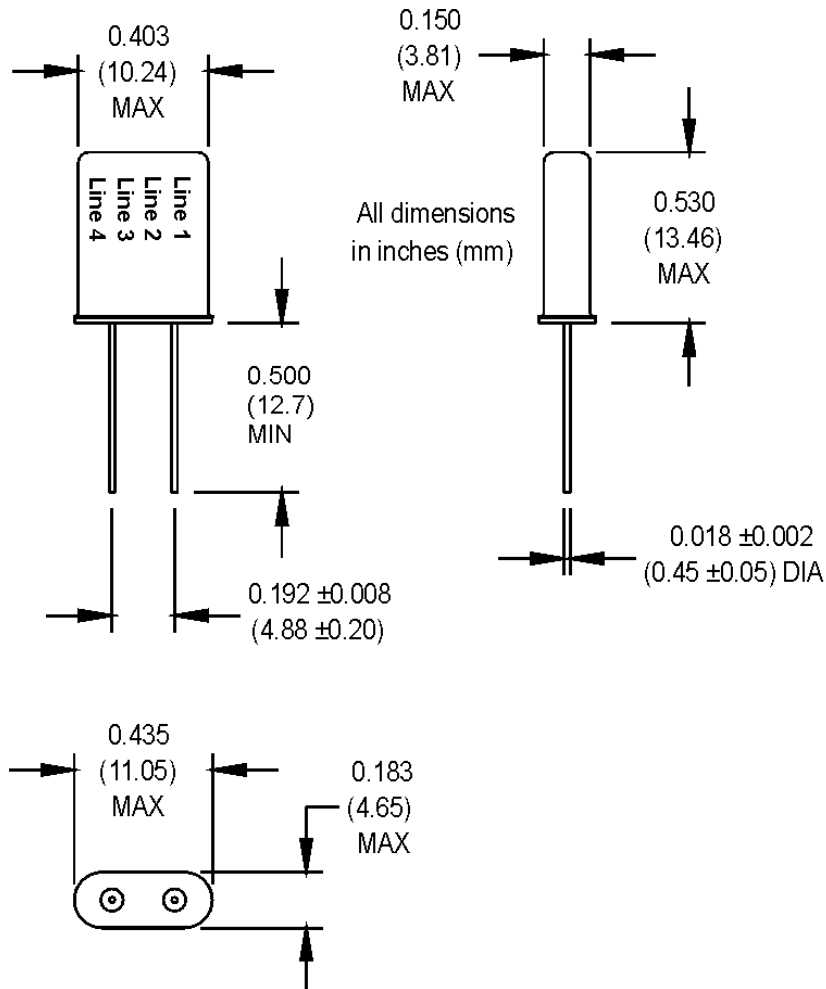 0.403
(10.24)
MAX
0.150
(3.81)
MAX
Line 1
Line 2
Line 3
Line 4
All dimensions
in inches (mm)
0.530
(13.46)
MAX
0.500
(12.7)
MIN
0.018 ±0.002
(0.45 ±0.05) DIA
0.192 ±0.008
(4.88 ±0.20)
0.435
(11.05)
MAX
0.183
(4.65)
MAX